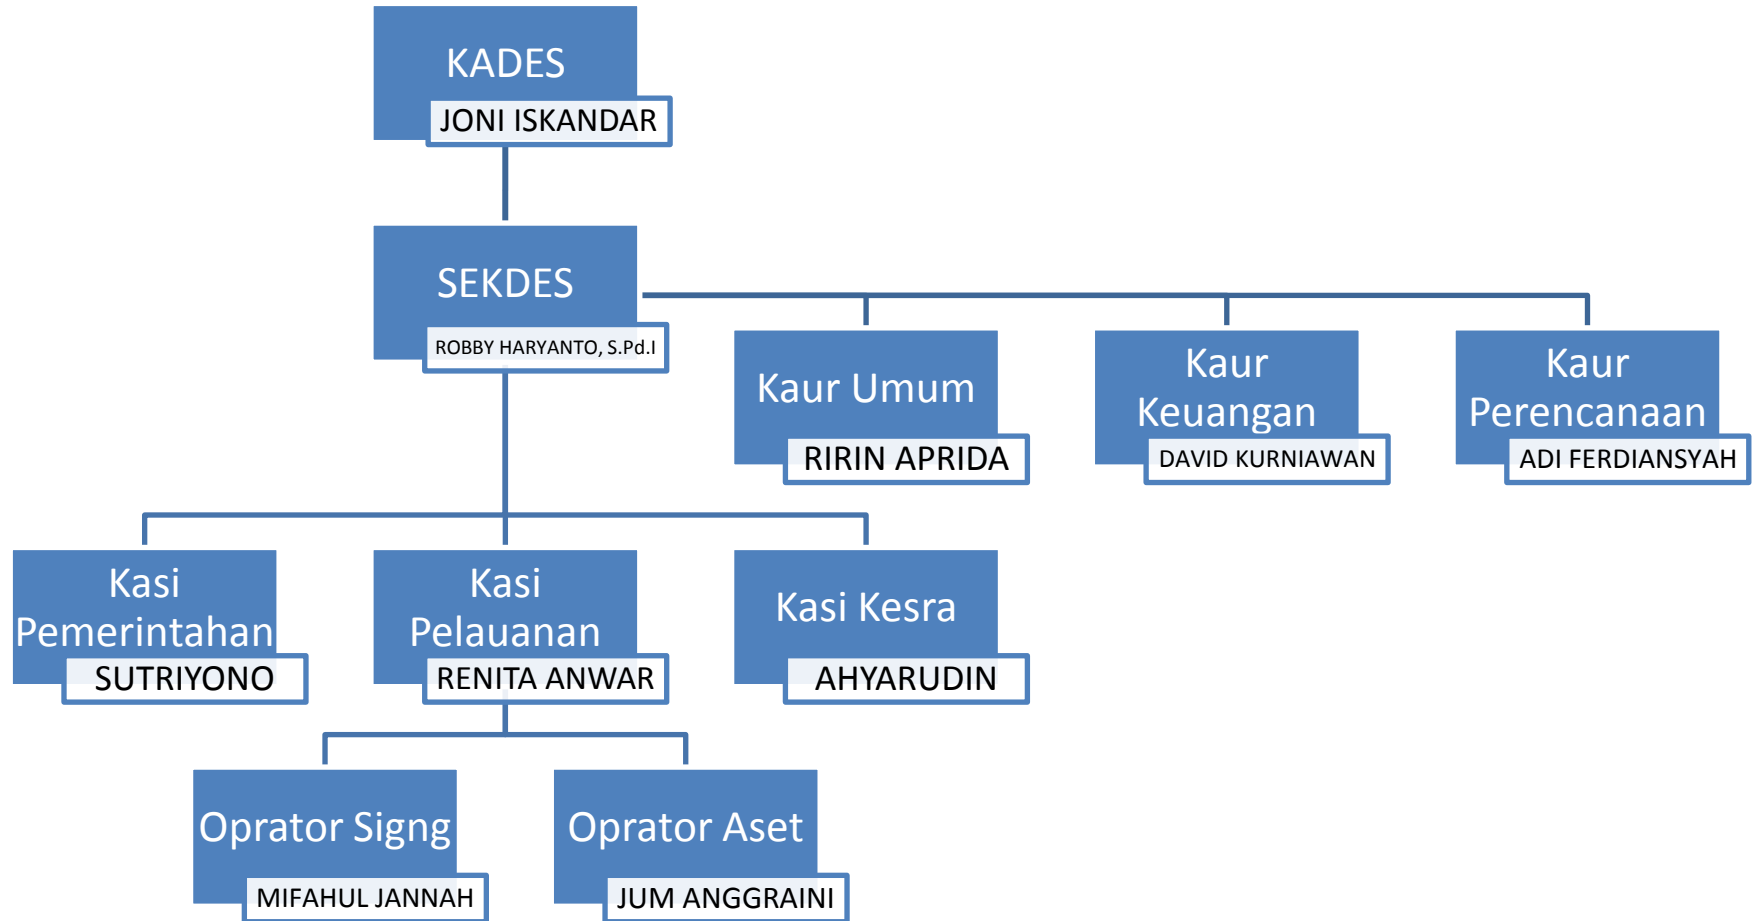 KADES
JONI ISKANDAR
SEKDES
ROBBY HARYANTO, S.Pd.I
Kaur Umum
RIRIN APRIDA
Kaur
Keuangan
DAVID KURNIAWAN
Kaur
Perencanaan
ADI FERDIANSYAH
Kasi
Pemerintahan
SUTRIYONO
Kasi
Pelauanan
RENITA ANWAR
Kasi Kesra
AHYARUDIN
Oprator Signg
MIFAHUL JANNAH
Oprator Aset
JUM ANGGRAINI